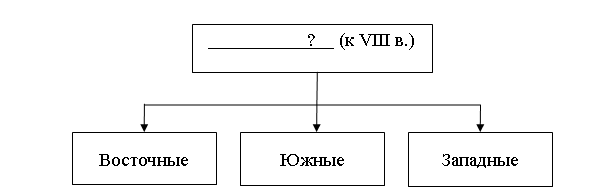 ____________?__ (к VIII в.)
Восточные
Южные
Западные